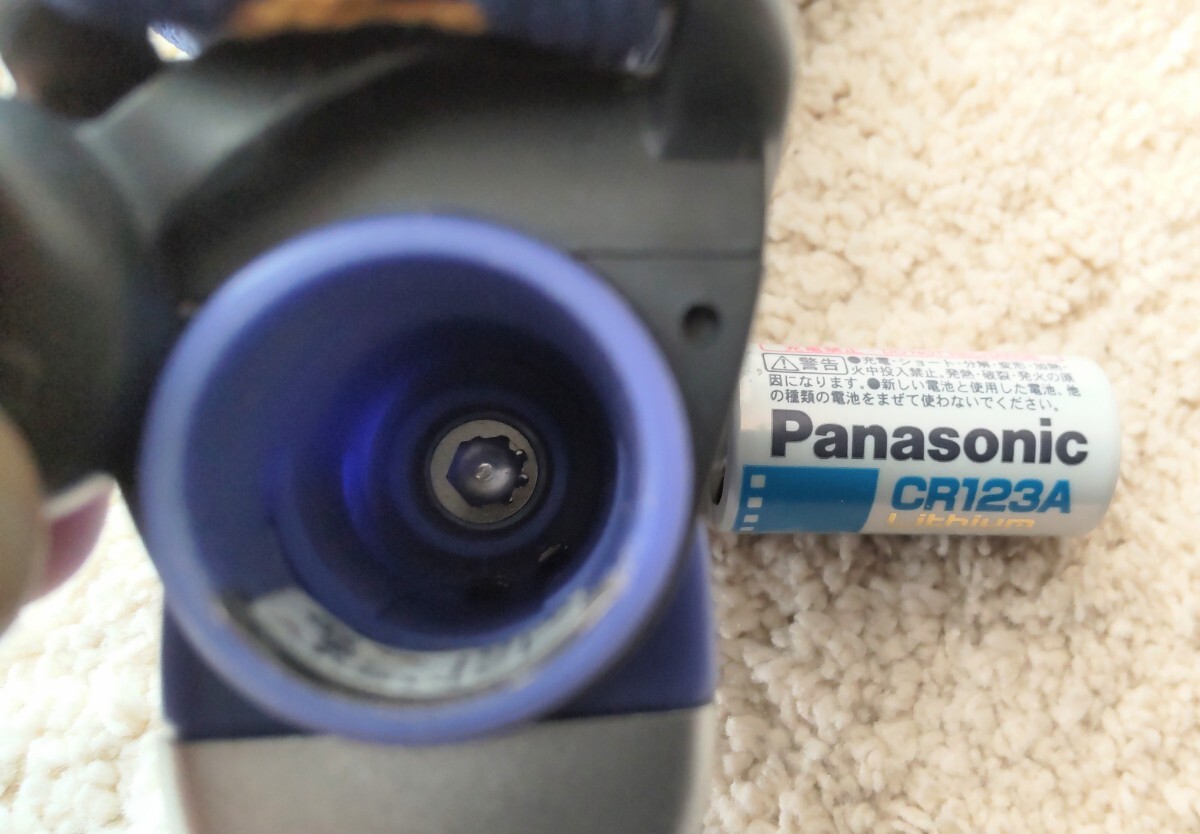 ⚠警告 ●充電・ショート・分解・変形・加熱・
火中投入禁止。発熱・破裂・発火の原
因になります。●新しい電池と使用した電池、他
の種類の電池をまぜて使わないでください。
Panasonic
CR123A
Lithium